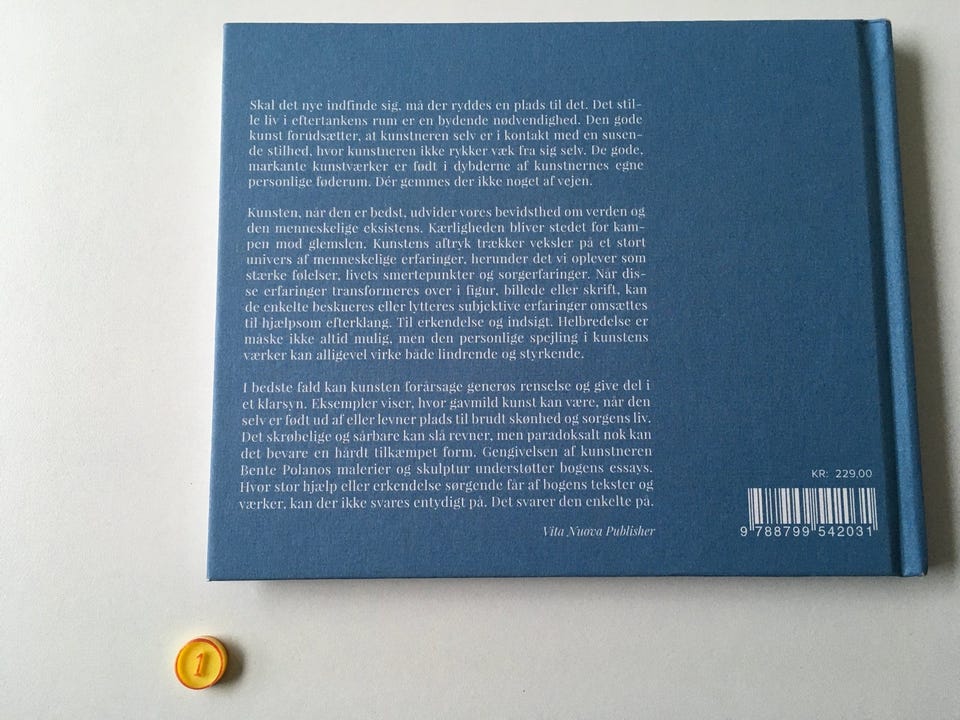 Skal det nye indfinde sig, må der ryddes en plads til det. Det stil-
le liv i eftertankens rum er en bydende nødvendighed. Den gode
kunst forudsætter, at kunstneren selv er i kontakt med en susen-
de stilhed, hvor kunstneren ikke rykker væk fra sig selv. De gode,
markante kunstværker er født i dybderne af kunstnernes egne
personlige føderum. Dér gemmes der ikke noget af vejen.
Kunsten, når den er bedst, udvider vores bevidsthed om verden og
den menneskelige eksistens. Kærligheden bliver stedet for kam-
pen mod glemslen. Kunstens aftryk trækker veksler på et stort
univers af menneskelige erfaringer, herunder det vi oplever som
stærke følelser, livets smertepunkter og sorgerfaringer. Når dis-
se erfaringer transformeres over i figur, billede eller skrift, kan
de enkelte beskueres eller lytteres subjektive erfaringer omsættes
til hjælpsom efterklang. Til erkendelse og indsigt. Helbredelse er
måske ikke altid mulig, men den personlige spejling i kunstens
værker kan alligevel virke både lindrende og styrkende.
I bedste fald kan kunsten forårsage generøs renselse og give del i
et klarsyn. Eksempler viser, hvor gavmild kunst kan være, når den
selv er født ud af eller levner plads til brudt skønhed og sorgens liv.
Det skrøbelige og sårbare kan slå revner, men paradoksalt nok kan
det bevare en hårdt tilkæmpet form. Gengivelsen af kunstneren
Bente Polanos malerier og skulptur understøtter bogens essays.
Hvor stor hjælp eller erkendelse sørgende får af bogens tekster og
værker, kan der ikke svares entydigt på. Det svarer den enkelte på.
Vita Nuova Publisher
KR: 229,00
9 788799 542031
1